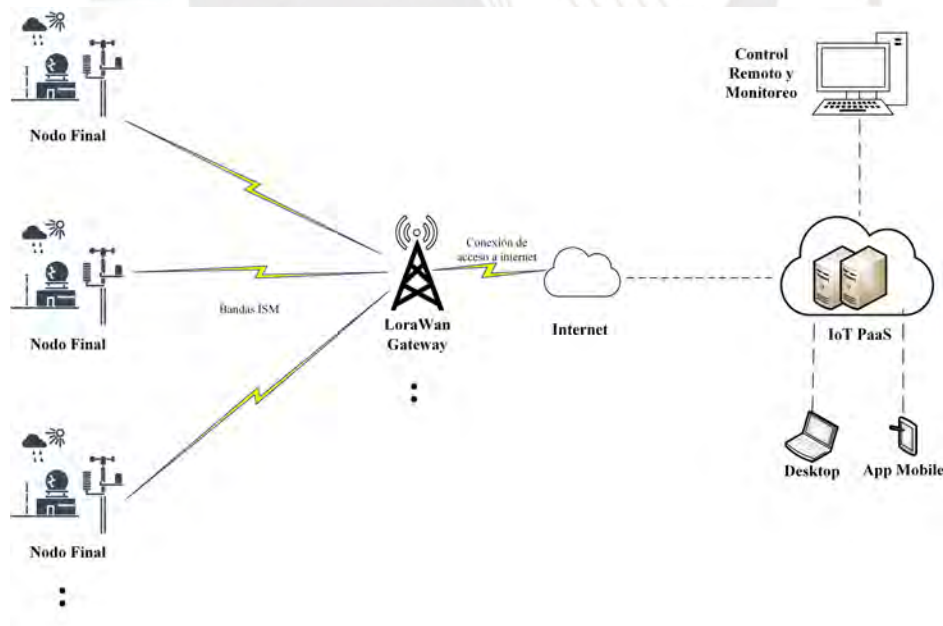 Control
Remoto y
Monitoreo
Nodo Final
Conexión de
acceso a internet
Bandas ISM
LoraWan
Gateway
Internet
IoT PaaS
Nodo Final
Desktop
App Mobile
Nodo Final